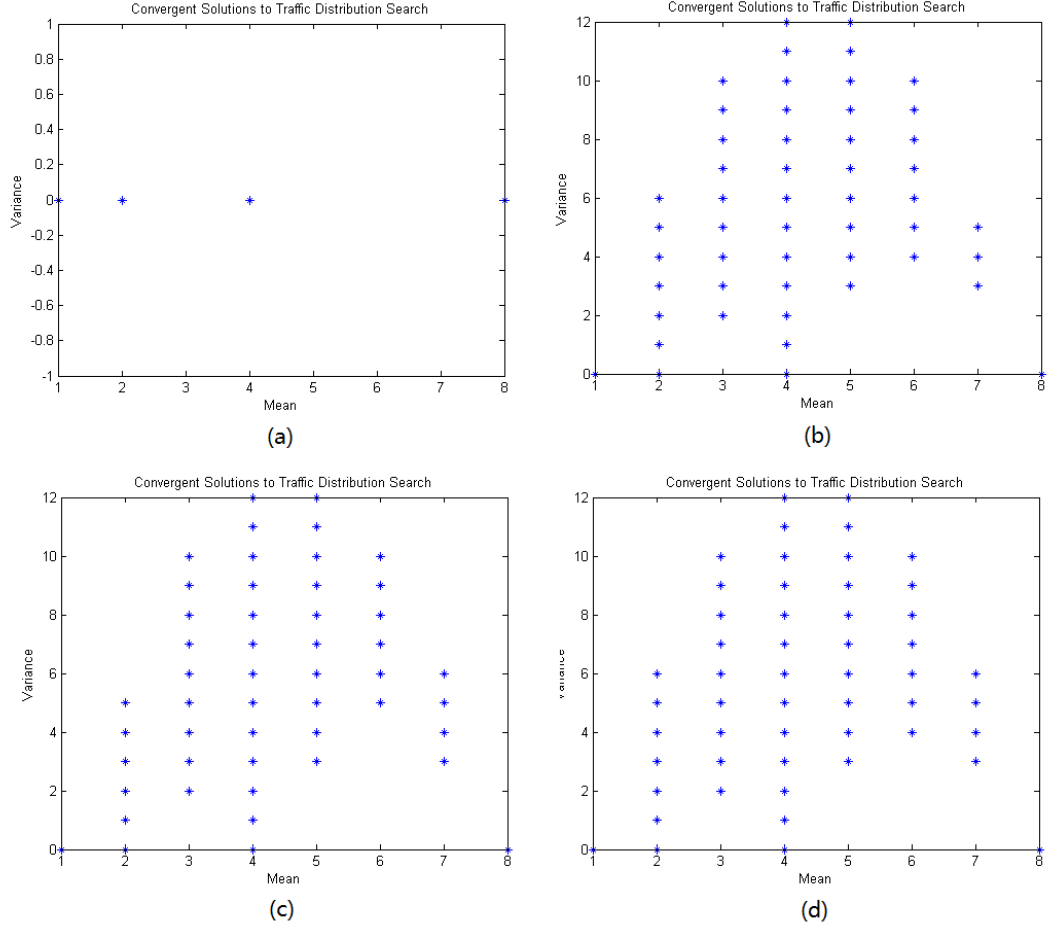 Convergent Solutions to Traffic Distribution Search
1
0.8
0.6
0.4
0.2
0
-0.2
-0.4
-0.6
-0.8
-1
Variance
1 2 3 4 5 6 7 8
Mean
(a)
Convergent Solutions to Traffic Distribution Search
12
10
8
6
4
2
0
Variance
1 2 3 4 5 6 7 8
Mean
(b)
Convergent Solutions to Traffic Distribution Search
12
10
8
6
4
2
0
Variance
1 2 3 4 5 6 7 8
Mean
(c)
Convergent Solutions to Traffic Distribution Search
12
10
8
6
4
2
0
Variance
1 2 3 4 5 6 7 8
Mean
(d)